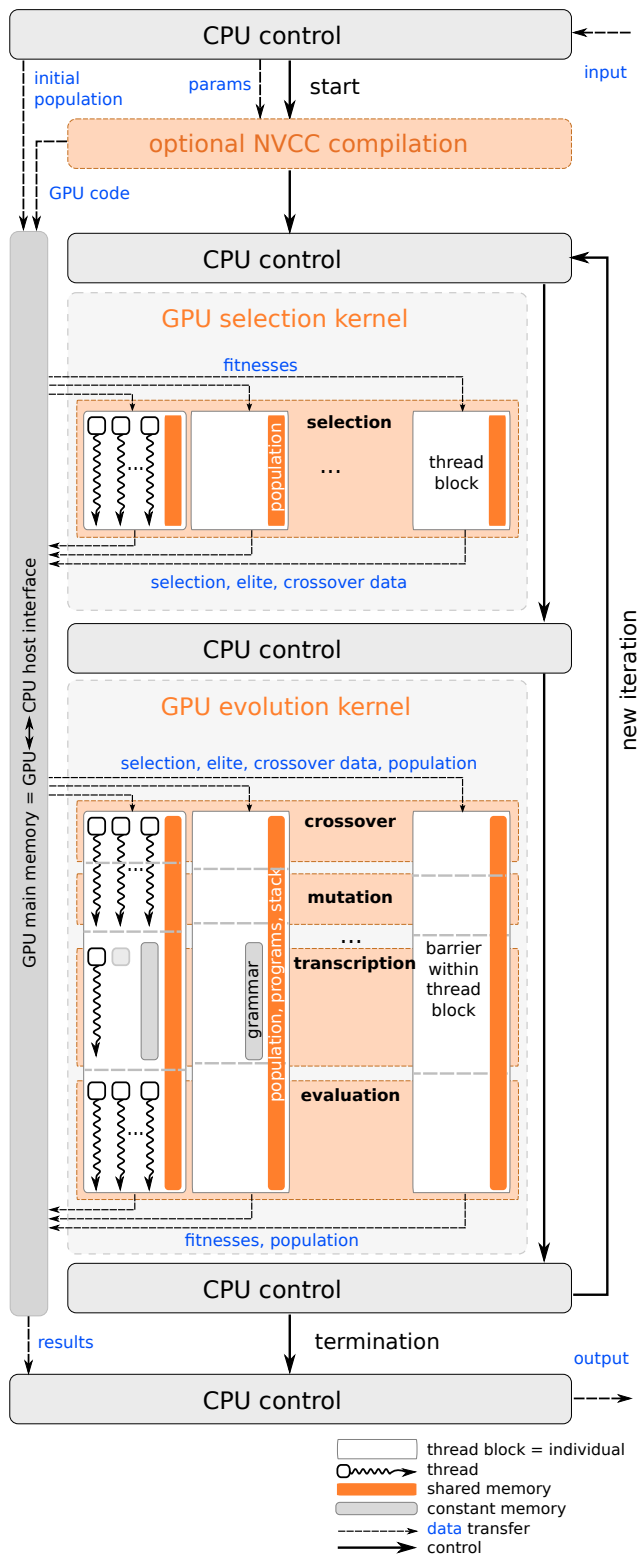 CPU control
input
initial
population
params
start
optional NVCC compilation
GPU code
CPU control
GPU selection kernel
fitnesses
selection
...
population
...
thread
block
selection, elite, crossover data
CPU control
GPU main memory = GPU CPU host interface
new iteration
GPU evolution kernel
selection, elite, crossover data, population
crossover
...
mutation
...
transcription
grammar
population, programs, stack
barrier
within
thread
block
evaluation
...
fitnesses, population
CPU control
results
termination
output
CPU control
thread block = individual
thread
shared memory
constant memory
data transfer
control